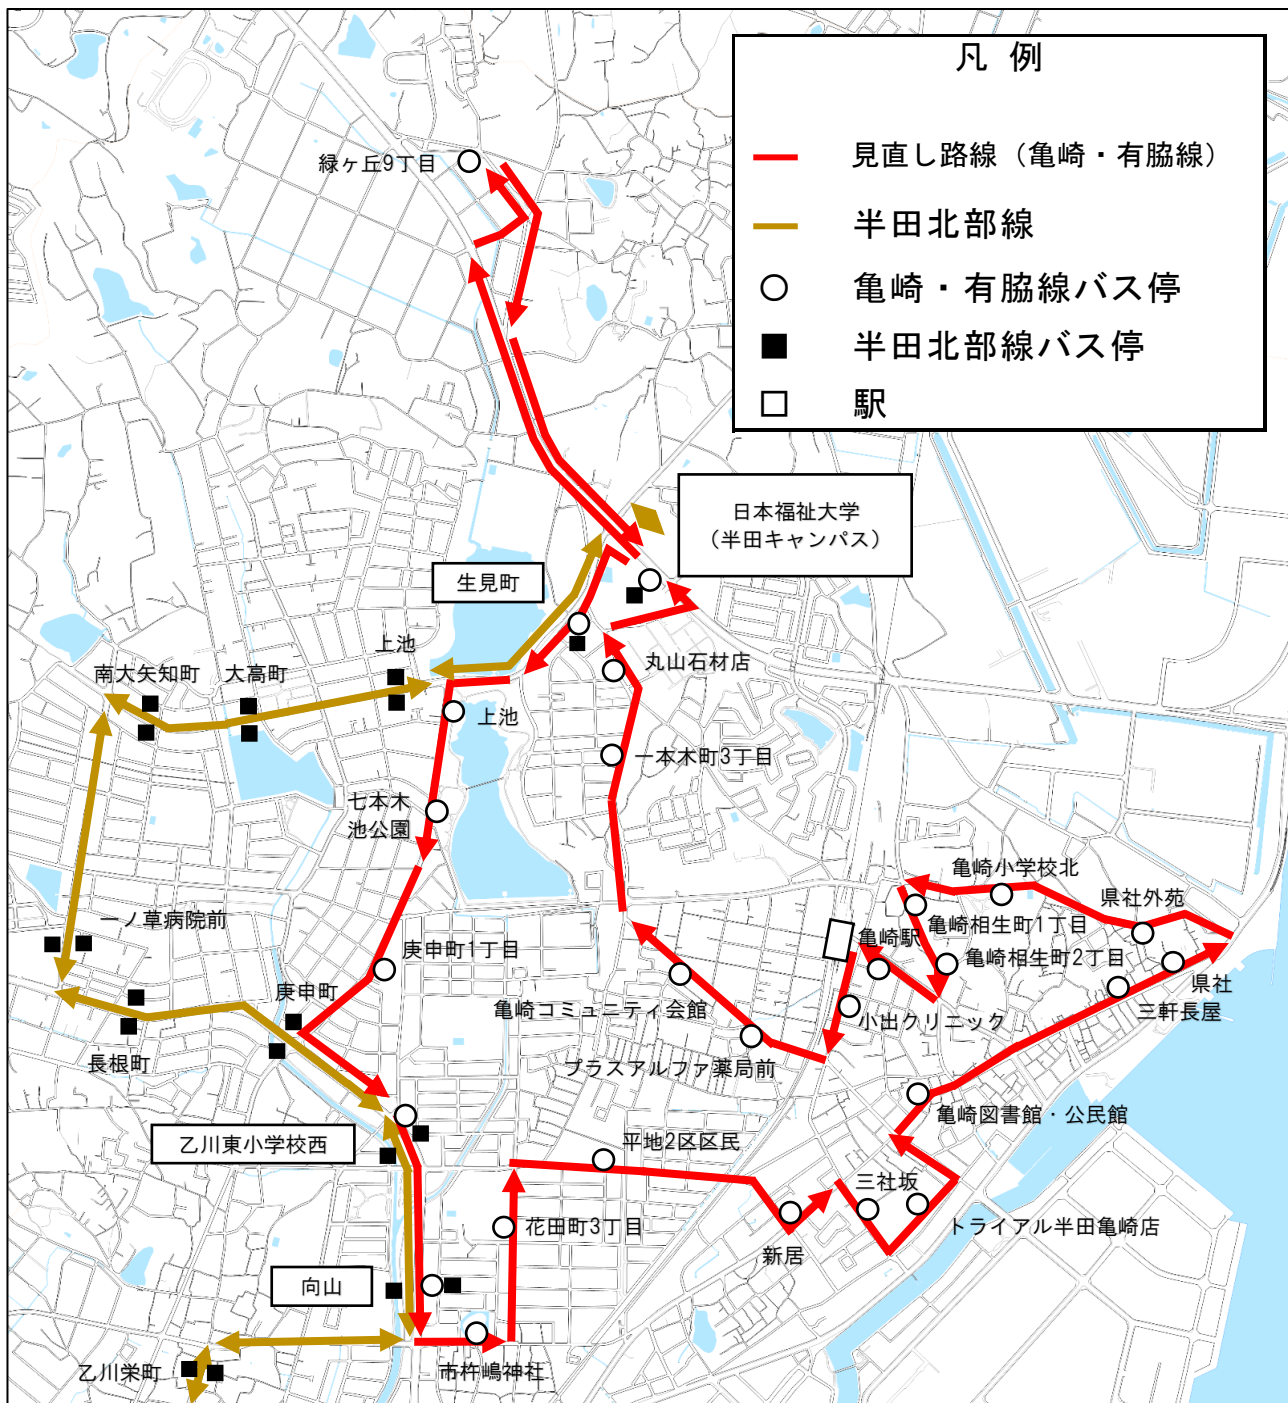 凡 例
見直し路線（亀崎・有脇線）
半田北部線
亀崎・有脇線バス停
半田北部線バス停
駅
緑ヶ丘9丁目
日本福祉大学
（半田キャンパス）
生見町
上池
南大矢知町
大高町
丸山石材店
上池
一本木町3丁目
七本木
池公園
亀崎小学校北
県社外苑
一ノ草病院前
亀崎相生町1丁目
亀崎駅
庚申町1丁目
亀崎相生町2丁目
県社
庚申町
亀崎コミュニティ会館
小出クリニック
三軒長屋
長根町
プラスアルファ薬局前
亀崎図書館・公民館
乙川東小学校西
平地2区区民
三社坂
花田町3丁目
トライアル半田亀崎店
新居
向山
乙川栄町
市杵嶋神社